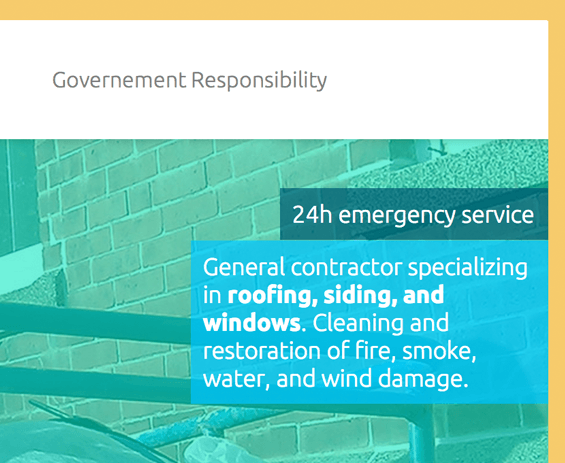 Governement Responsibility
24h emergency service
General contractor specializing
in roofing, siding, and
windows. Cleaning and
restoration of fire, smoke,
water, and wind damage.